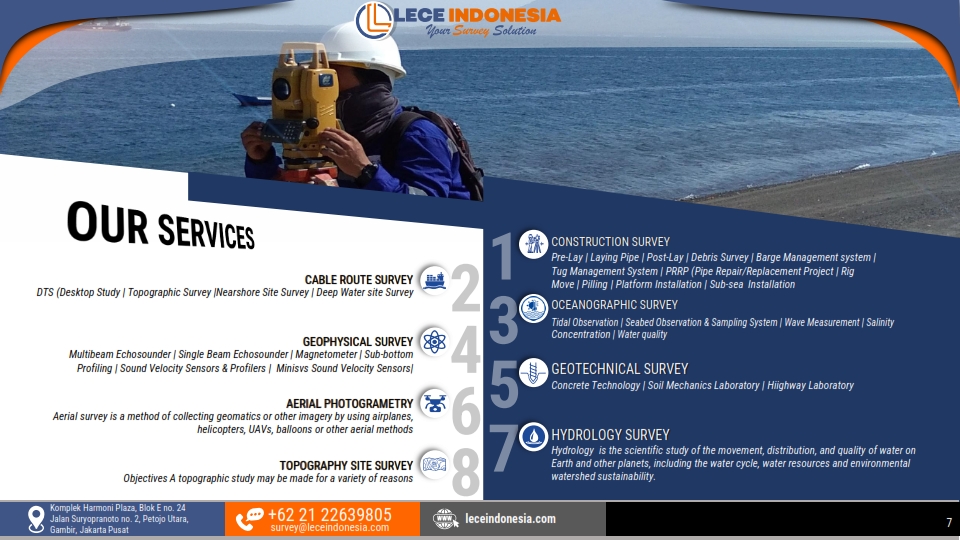 LECE INDONESIA
Your Survey Solution
OUR SERVICES
1
CONSTRUCTION SURVEY
Pre-Lay | Laying Pipe | Post-Lay | Debris Survey | Barge Management system |
Tug Management System | PRRP (Pipe Repair/Replacement Project | Rig
Move | Pilling | Platform Installation | Sub-sea Installation
CABLE ROUTE SURVEY
DTS (Desktop Study | Topographic Survey |Nearshore Site Survey | Deep Water site Survey
2
3
OCEANOGRAPHIC SURVEY
Tidal Observation | Seabed Observation & Sampling System | Wave Measurement | Salinity
Concentration | Water quality
GEOPHYSICAL SURVEY
Multibeam Echosounder | Single Beam Echosounder | Magnetometer | Sub-bottom
Profiling | Sound Velocity Sensors & Profilers | Minisvs Sound Velocity Sensors|
4
5
GEOTECHNICAL SURVEY
Concrete Technology | Soil Mechanics Laboratory | Hiighway Laboratory
AERIAL PHOTOGRAMETRY
Aerial survey is a method of collecting geomatics or other imagery by using airplanes,
helicopters, UAVs, balloons or other aerial methods
6
7
HYDROLOGY SURVEY
Hydrology is the scientific study of the movement, distribution, and quality of water on
Earth and other planets, including the water cycle, water resources and environmental
watershed sustainability.
TOPOGRAPHY SITE SURVEY
Objectives A topographic study may be made for a variety of reasons
8
Komplek Harmoni Plaza, Blok E no. 24
Jalan Suryopranoto no. 2, Petojo Utara,
Gambir, Jakarta Pusat
+62 21 22639805
survey@leceindonesia.com
leceindonesia.com
7